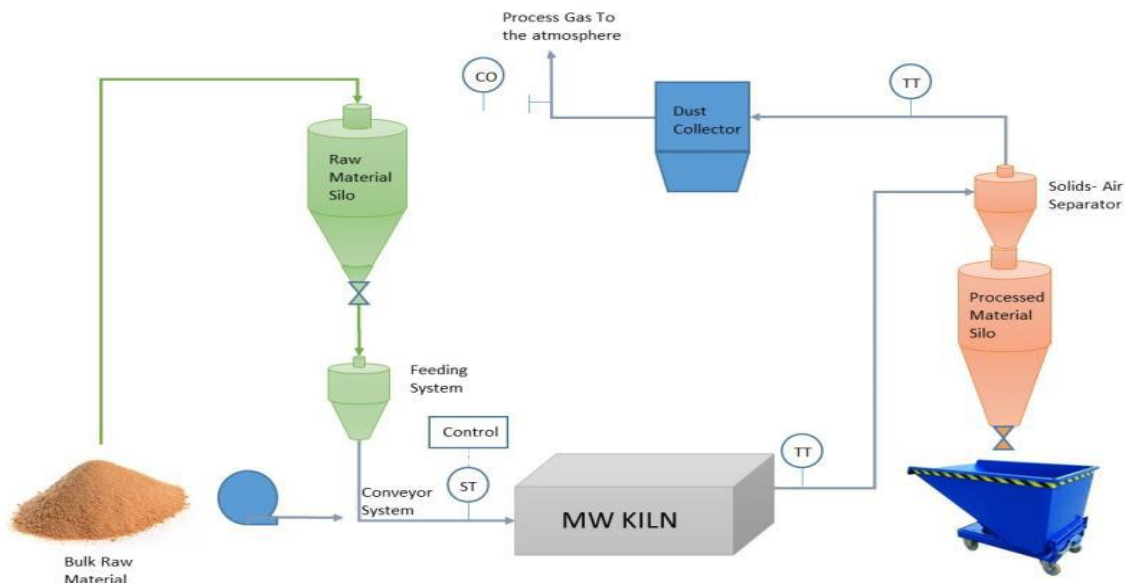 Process Gas To
the atmosphere
CO
TT
Dust
Collector
Raw
Material
Silo
Solids- Air
Separator
Processed
Material
Silo
Feeding
System
Control
ST
TT
Conveyor
System
MW KILN
Bulk Raw
Material